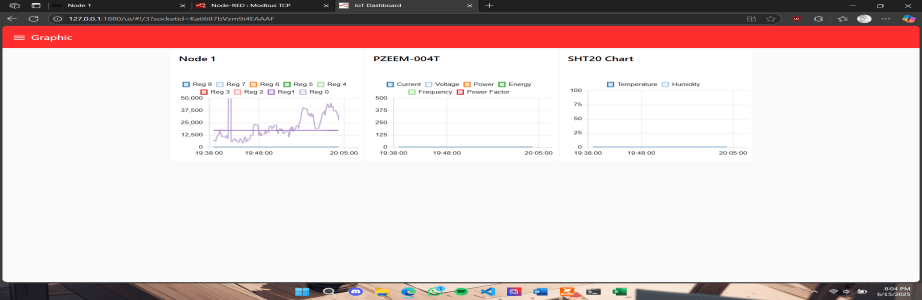 Node 1
Node-RED : Modbus TCP
IoT Dashboard
127.0.0.1:1880/ui/#!/3?socketid=Kati6Il7bVzm9i4EAAAF
Graphic
Node 1
Reg 8 Reg 7 Reg 6 Reg 5 Reg 4
Reg 3 Reg 2 Reg1 Reg 0
50,000
37,500
25,000
12,500
0
19:38:00 19:48:00 20:05:00
PZEEM-004T
Current Voltage Power Energy
Frequency Power Factor
500
375
250
125
0
19:38:00 19:48:00 20:05:00
SHT20 Chart
Temperature Humidity
100
75
50
25
0
19:38:00 19:48:00 20:05:00
8:04 PM
6/15/2025